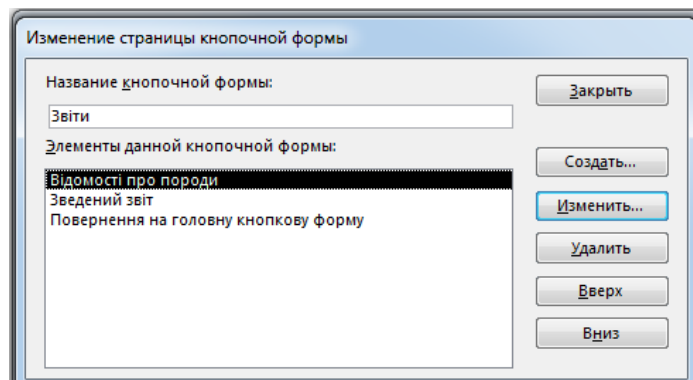 Изменение страницы кнопочной формы
Название кнопочной формы:
Закрыть
Звіти
Элементы данной кнопочной формы:
Создать...
Відомості про породи
Зведений звіт
Изменить...
Повернення на головну кнопкову форму
Удалить
Вверх
Вниз